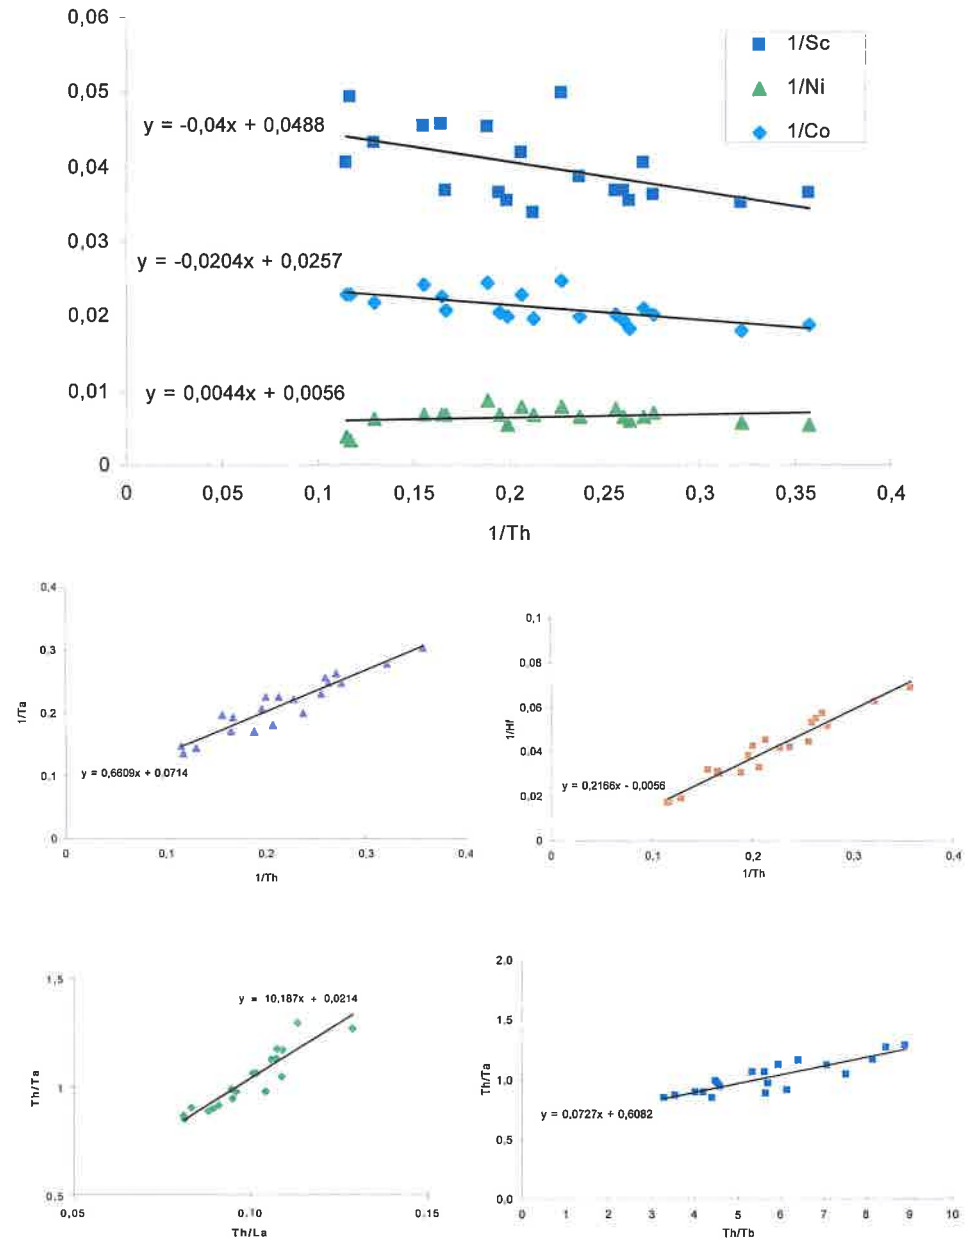 0,06
1/Sc
0,05
1/Ni
y = -0,04x + 0,0488
1/Co
0,04
0,03
y = -0,0204x + 0,0257
0,02
y = 0,0044x + 0,0056
0,01
0
0 0,05 0,1 0,15 0,2 0,25 0,3 0,35 0,4
1/Th
0,4
0,3
1/Ta
0,2
0,1
y = 0,6609x + 0,0714
0
0 0,1 0,2 0,3 0,4
1/Th
0,1
0,08
0,06
1/Hf
0,04
y = 0,2166x - 0,0056
0,02
0
0 0,1 0,2 0,3 0,4
1/Th
1,5
y = 10,187x + 0,0214
Th/Ta
1
0,5
0,05 0,10 0,15
Th/La
2,0
1,5
Th/Ta
1,0
y = 0,0727x + 0,6082
0,5
0,0
0 1 2 3 4 5 6 7 8 9 10
Th/Tb